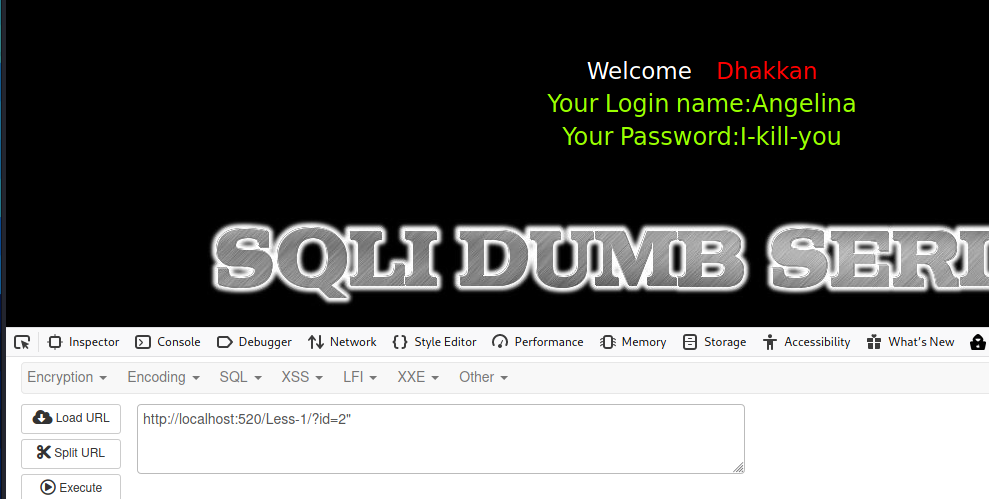 Welcome Dhakkan
Your Login name:Angelina
Your Password:I-kill-you
SQLI DUMB SERI
Inspector Console Debugger Network Style Editor Performance Memory Storage Accessibility What's New
Encryption Encoding SQL XSS LFI XXE Other
Load URL
http://localhost:520/Less-1/?id=2"
Split URL
Execute